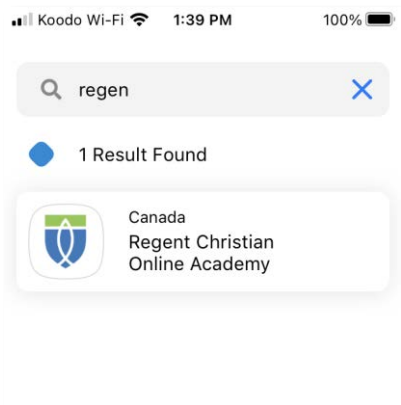 Koodo Wi-Fi 1:39 PM 100%
regen
1 Result Found
Canada
Regent Christian
Online Academy